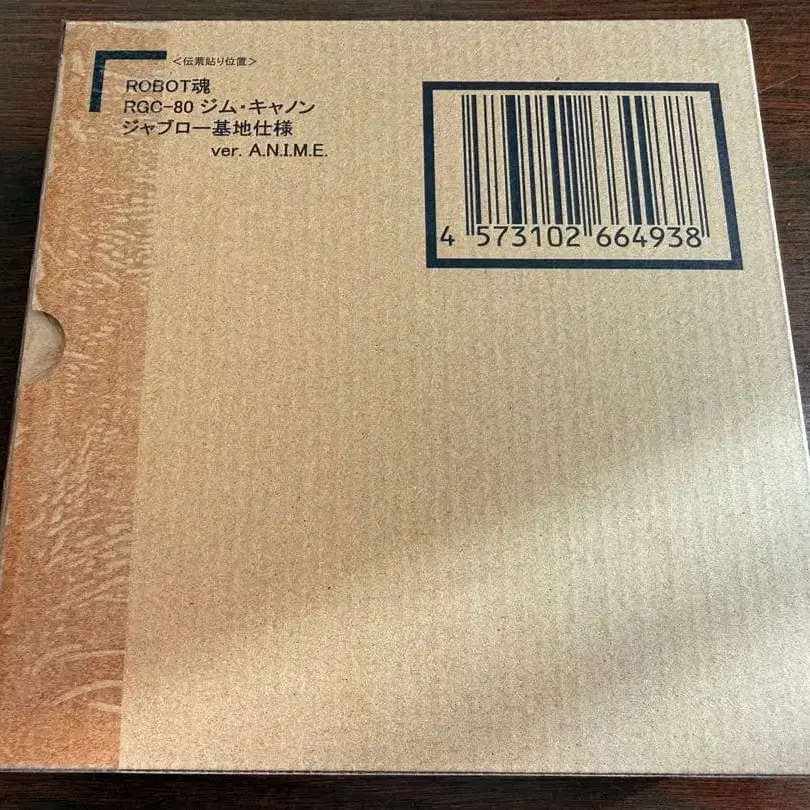 <伝票貼り位置>
ROBOT魂
RGC-80 ジム・キャノン
ジャブロー基地仕様
ver. A.N.I.M.E.
4 573102 664938